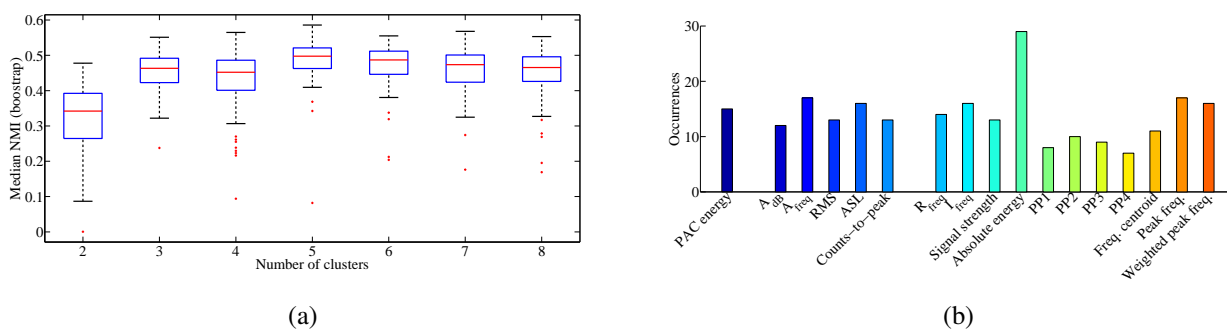 0.6
0.5
0.4
0.3
0.2
0.1
0
Median NMI (boostrap)
2 3 4 5 6 7 8
Number of clusters
(a)
30
20
10
0
Occurrences
PAC energy
A_dB
A_freq
RMS
ASL
Counts--to--peak
R_freq
I_freq
Signal strength
Absolute energy
PP1
PP2
PP3
PP4
Freq. centroid
Peak freq.
Weighted peak freq.
(b)